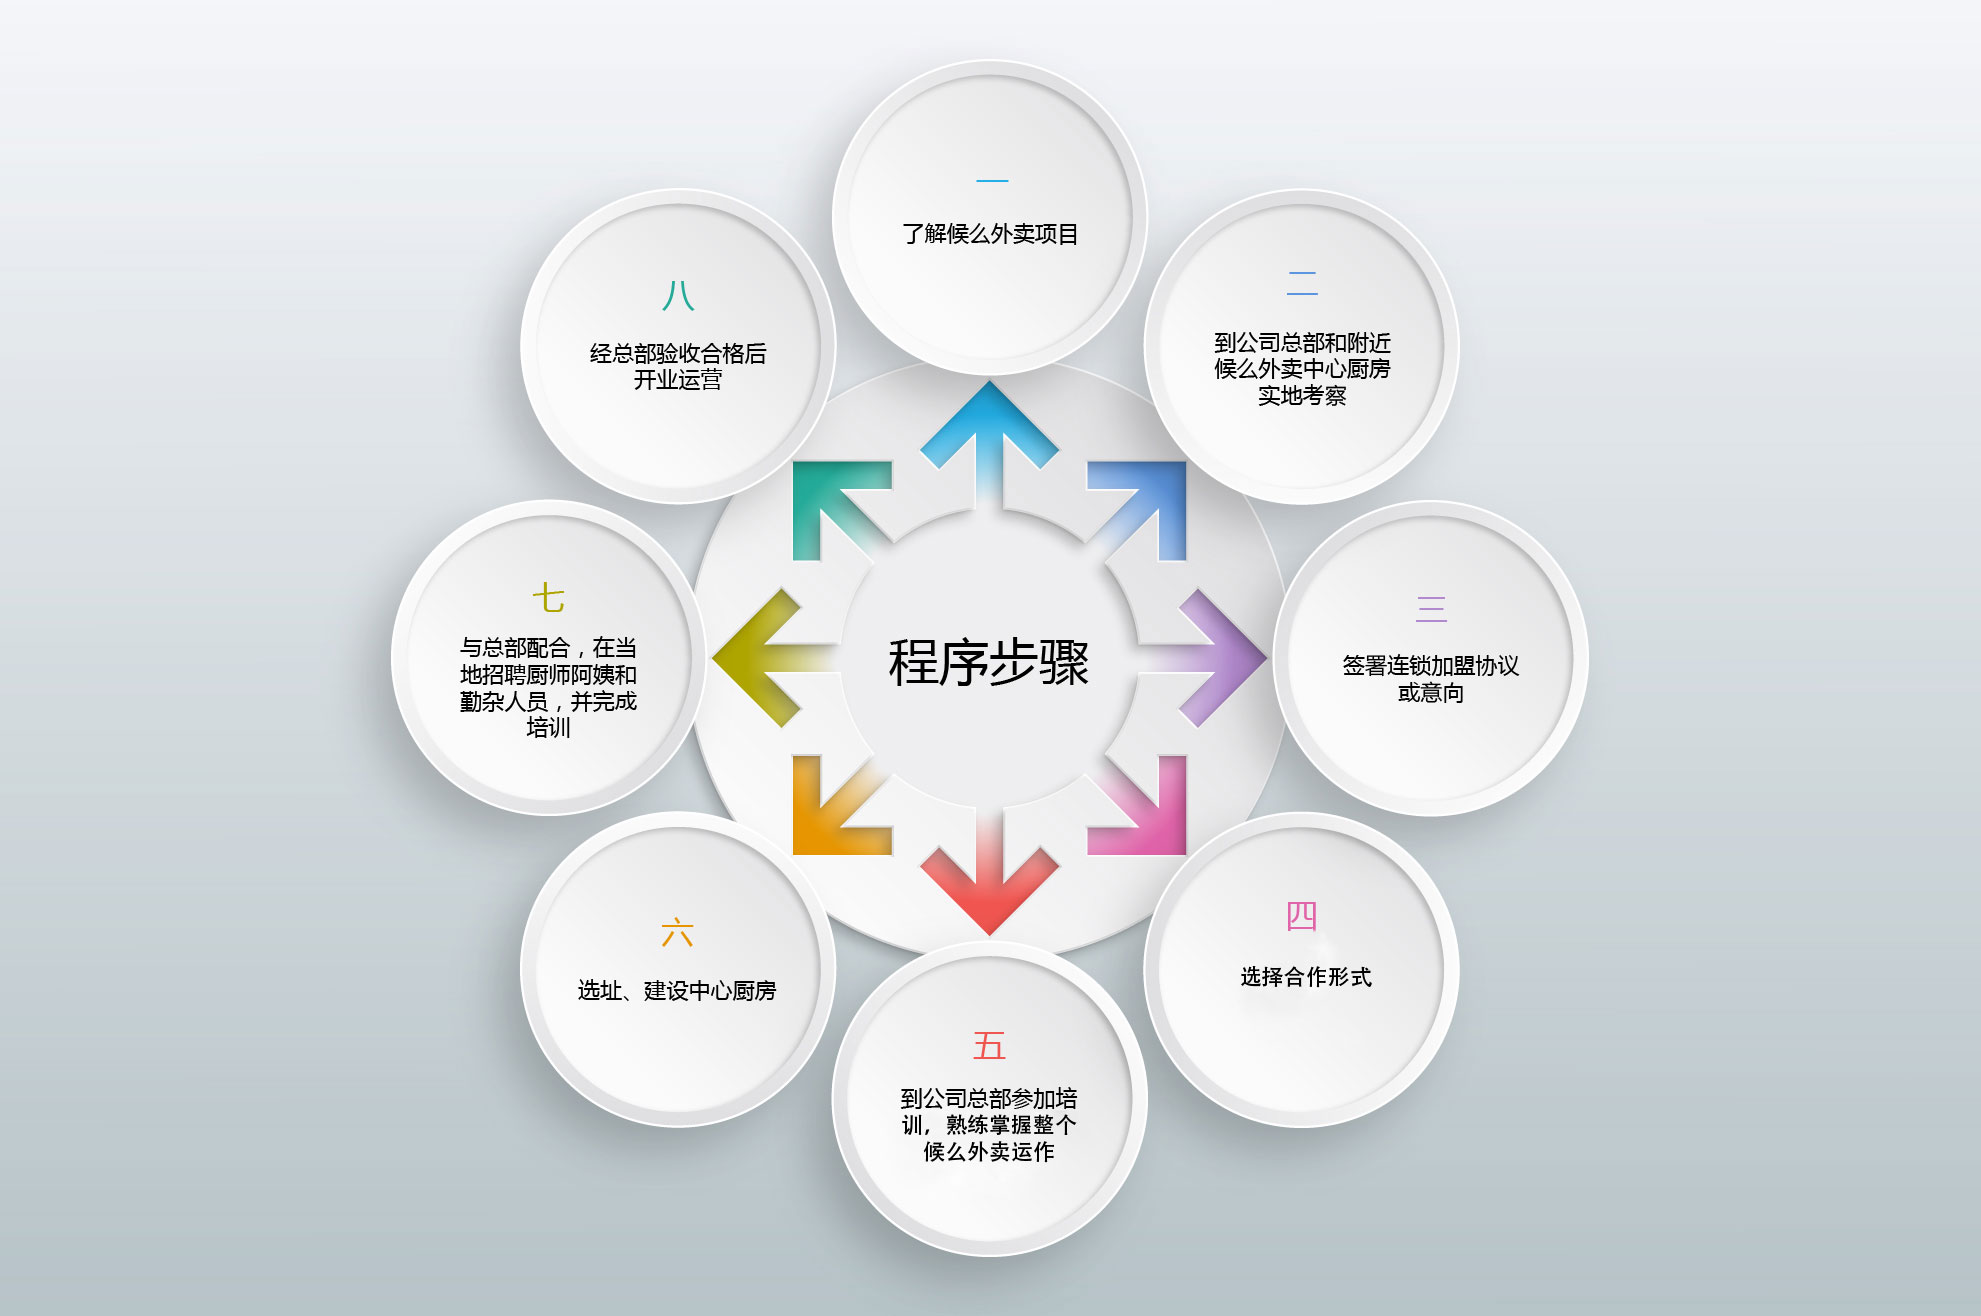 程序步骤
一
了解候么外卖项目
二
到公司总部和附近
候么外卖中心厨房
实地考察
三
签署连锁加盟协议
或意向
四
选择合作形式
五
到公司总部参加培
训，熟练掌握整个
候么外卖运作
六
选址、建设中心厨房
七
与总部配合，在当
地招聘厨师阿姨和
勤杂人员，并完成
培训
八
经总部验收合格后
开业运营